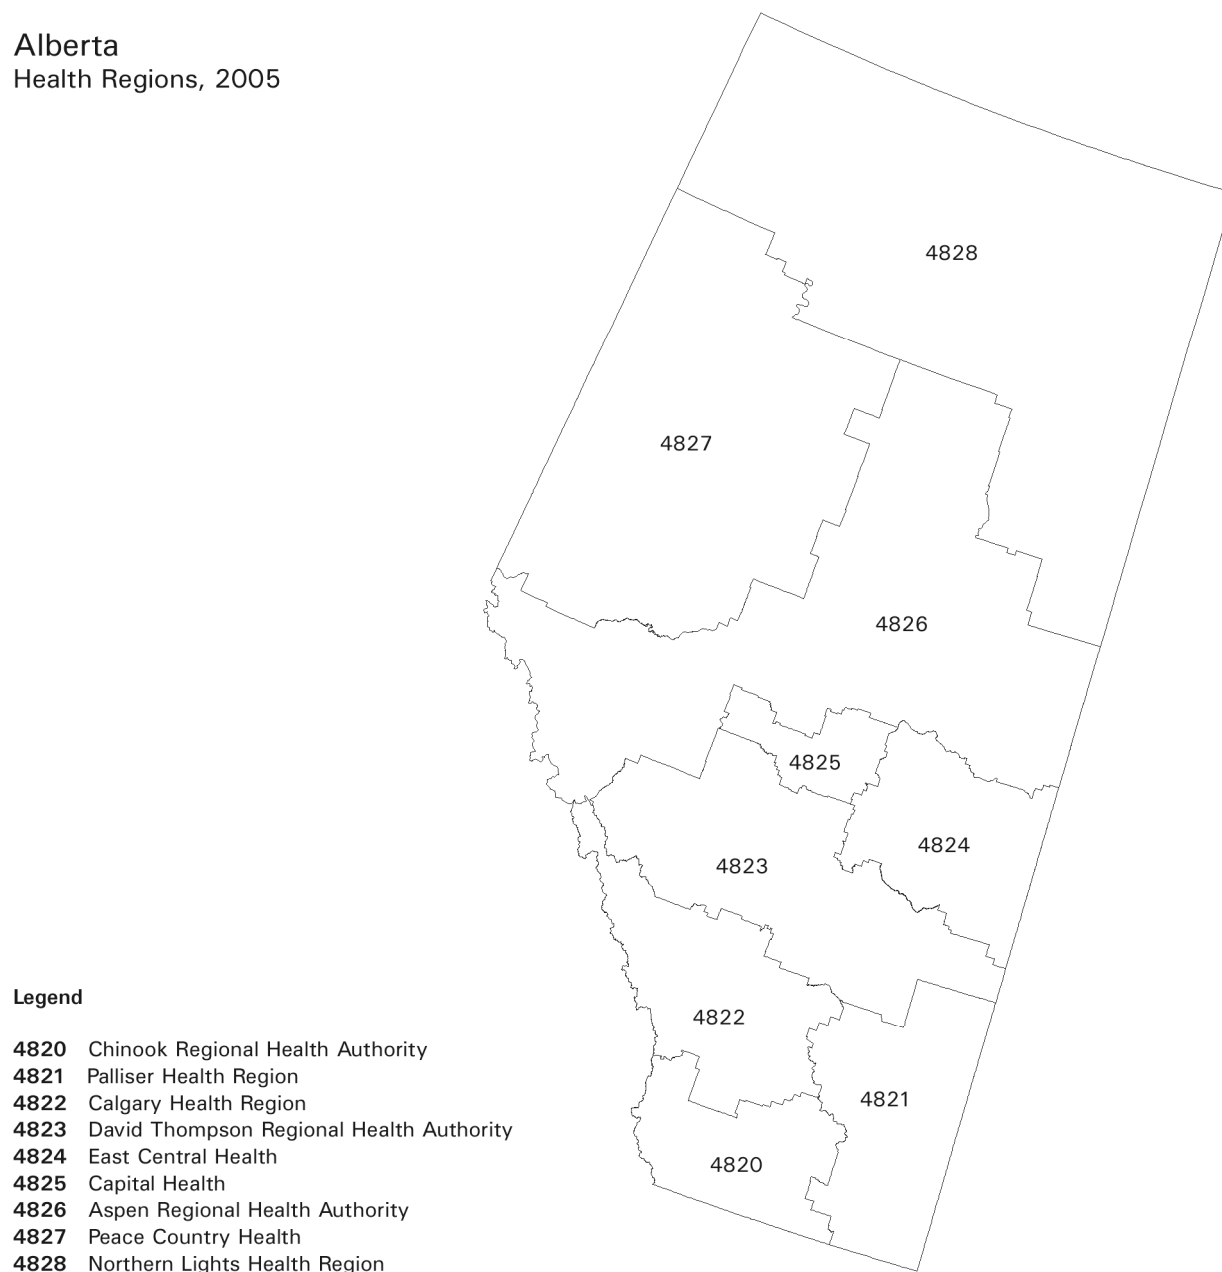 Alberta
Health Regions, 2005
4828
4827
4826
4825
4824
4823
4822
4821
4820
Legend
4820 Chinook Regional Health Authority
4821 Palliser Health Region
4822 Calgary Health Region
4823 David Thompson Regional Health Authority
4824 East Central Health
4825 Capital Health
4826 Aspen Regional Health Authority
4827 Peace Country Health
4828 Northern Lights Health Region